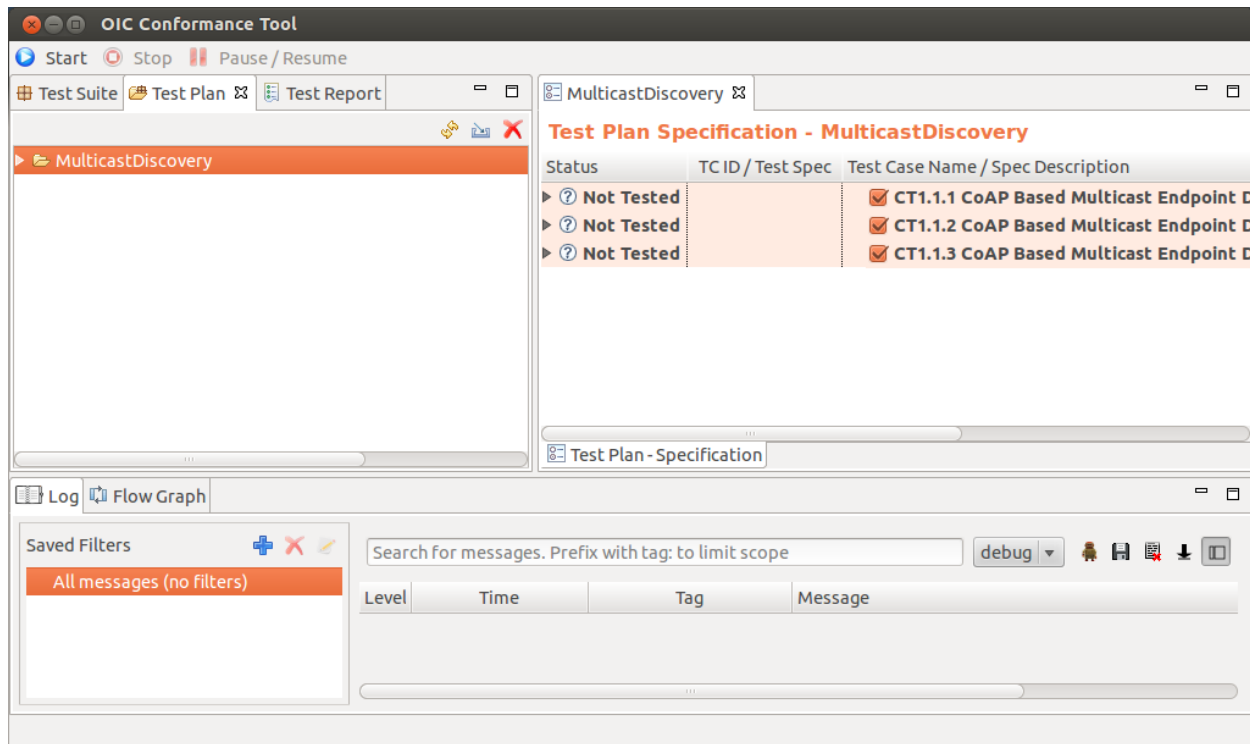 OIC Conformance Tool
Start Stop Pause / Resume
Test Suite Test Plan Test Report
MulticastDiscovery
MulticastDiscovery
Test Plan Specification - MulticastDiscovery
Status TC ID / Test Spec Test Case Name / Spec Description
Not Tested CT1.1.1 CoAP Based Multicast Endpoint D
Not Tested CT1.1.2 CoAP Based Multicast Endpoint D
Not Tested CT1.1.3 CoAP Based Multicast Endpoint D
Test Plan - Specification
Log Flow Graph
Saved Filters
All messages (no filters)
Search for messages. Prefix with tag: to limit scope
debug
Level Time Tag Message